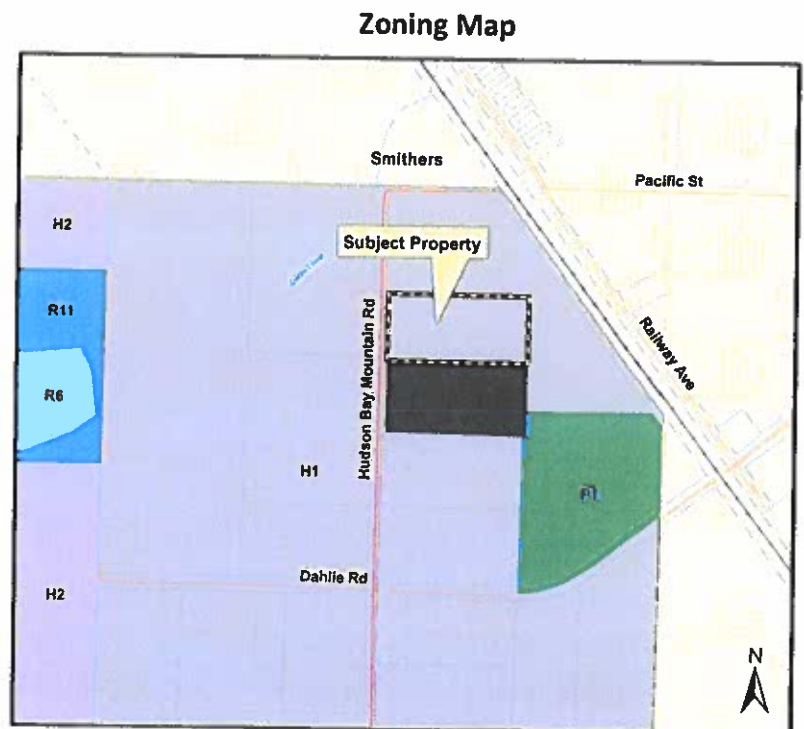 Zoning Map
Smithers
Pacific St
H2
Subject Property
R11
Hudson Bay Mountain Rd
Railway Ave
R6
H1
Dahlie Rd
H2
N